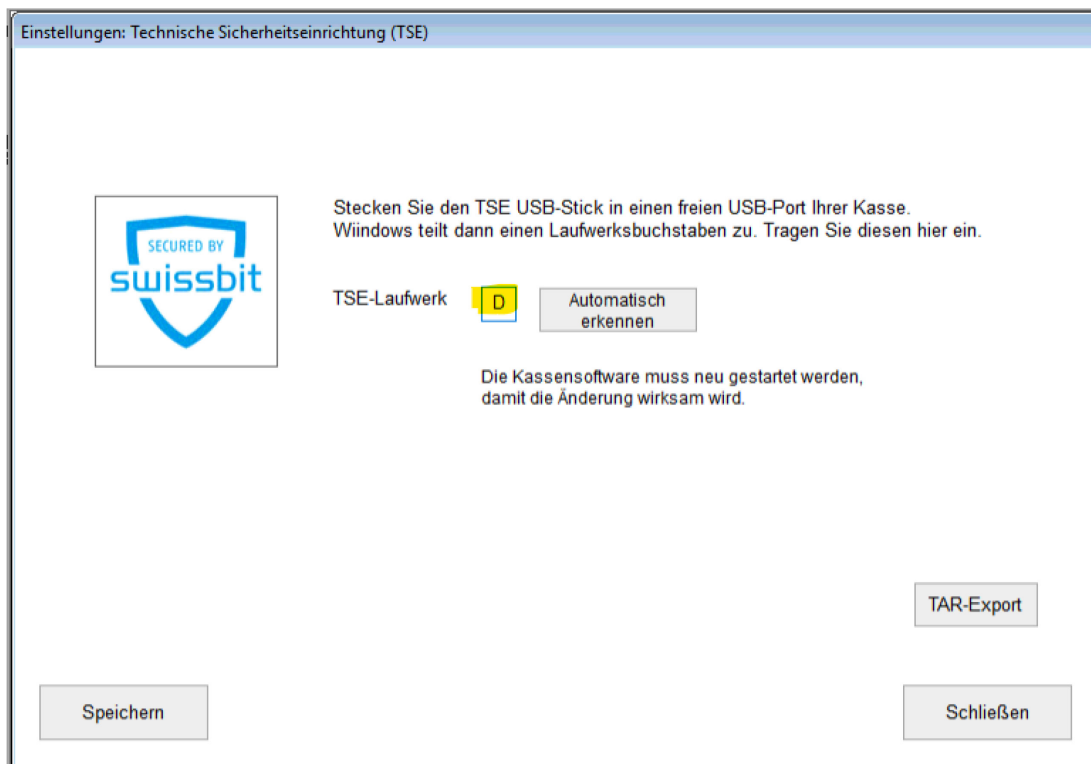 Einstellungen: Technische Sicherheitseinrichtung (TSE)
SECURED BY
swissbit
Stecken Sie den TSE USB-Stick in einen freien USB-Port Ihrer Kasse.
Wiindows teilt dann einen Laufwerksbuchstaben zu. Tragen Sie diesen hier ein.
TSE-Laufwerk D Automatisch
erkennen
Die Kassensoftware muss neu gestartet werden,
damit die Änderung wirksam wird.
TAR-Export
Speichern Schließen